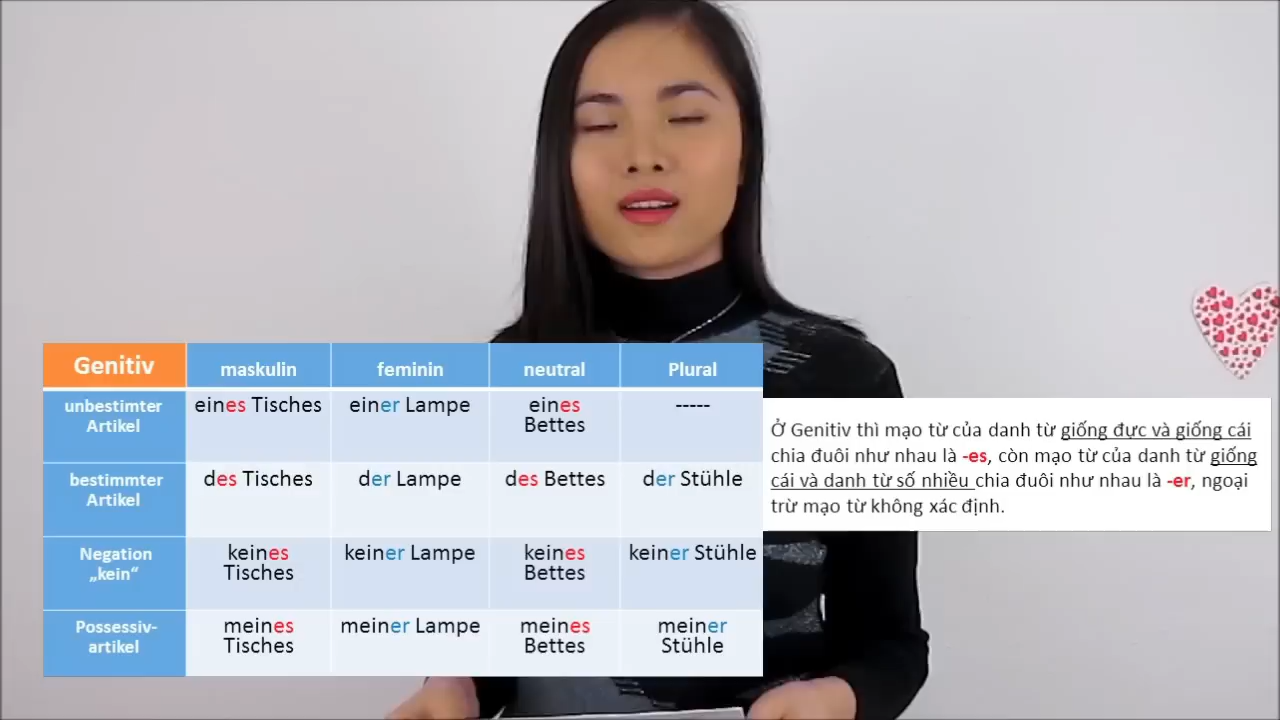 Genitiv maskulin feminin neutral Plural
unbestimter
Artikel
eines Tisches einer Lampe eines
Bettes
-----
bestimmter
Artikel
des Tisches der Lampe des Bettes der Stühle
Negation
„kein“
keines
Tisches
keiner Lampe keines
Bettes
keiner Stühle
Possessiv-
artikel
meines
Tisches
meiner Lampe meines
Bettes
meiner
Stühle
Ở Genitiv thì mạo từ của danh từ giống đực và giống cái
chia đuôi như nhau là -es, còn mạo từ của danh từ giống
cái và danh từ số nhiều chia đuôi như nhau là -er, ngoại
trừ mạo từ không xác định.